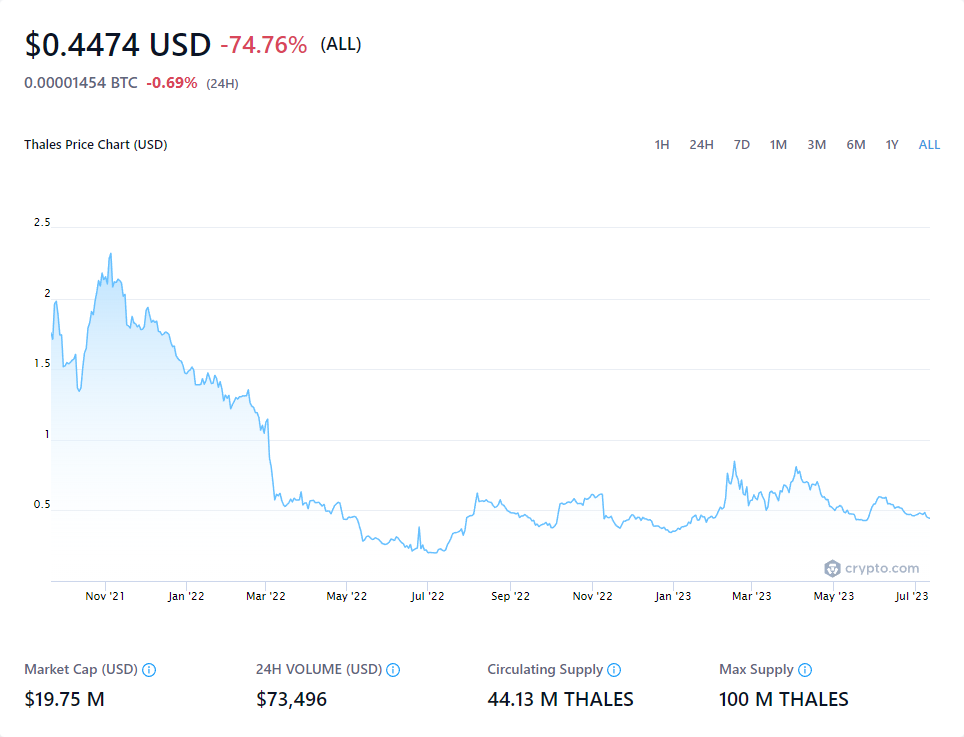 $0.4474 USD -74.76% (ALL)
0.00001454 BTC -0.69% (24H)
Thales Price Chart (USD) 1H 24H 7D 1M 3M 6M 1Y ALL
2.5
2
1.5
1
0.5
crypto.com
Nov '21 Jan '22 Mar '22 May '22 Jul '22 Sep '22 Nov '22 Jan '23 Mar '23 May '23 Jul '23
Market Cap (USD) 24H VOLUME (USD) Circulating Supply Max Supply
$19.75 M $73,496 44.13 M THALES 100 M THALES